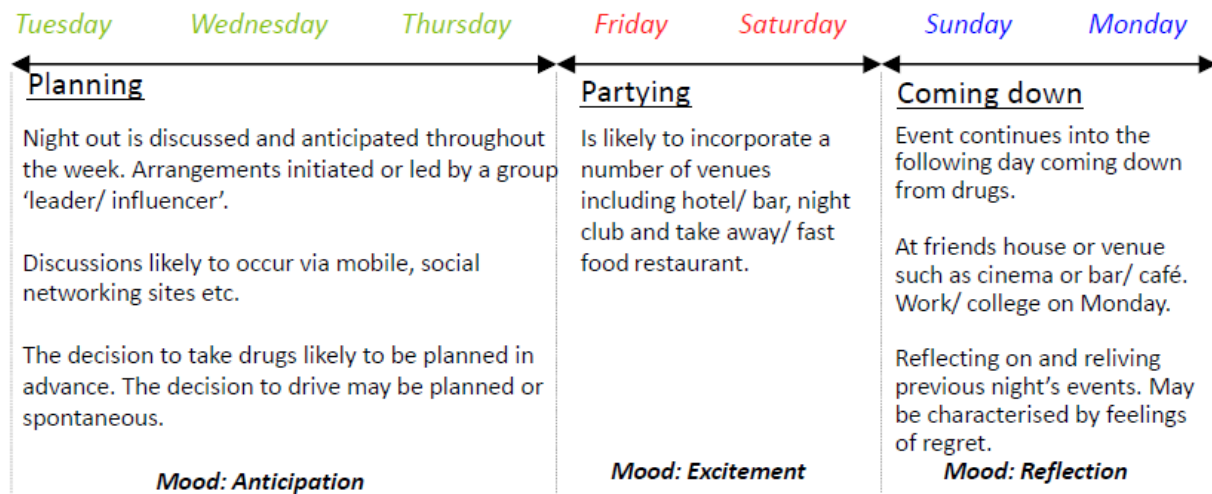 Tuesday Wednesday Thursday Friday Saturday Sunday Monday
Planning
Night out is discussed and anticipated throughout
the week. Arrangements initiated or led by a group
‘leader/ influencer’.
Discussions likely to occur via mobile, social
networking sites etc.
The decision to take drugs likely to be planned in
advance. The decision to drive may be planned or
spontaneous.
Mood: Anticipation
Partying
Is likely to incorporate a
number of venues
including hotel/ bar, night
club and take away/ fast
food restaurant.
Mood: Excitement
Coming down
Event continues into the
following day coming down
from drugs.
At friends house or venue
such as cinema or bar/ café.
Work/ college on Monday.
Reflecting on and reliving
previous night’s events. May
be characterised by feelings
of regret.
Mood: Reflection